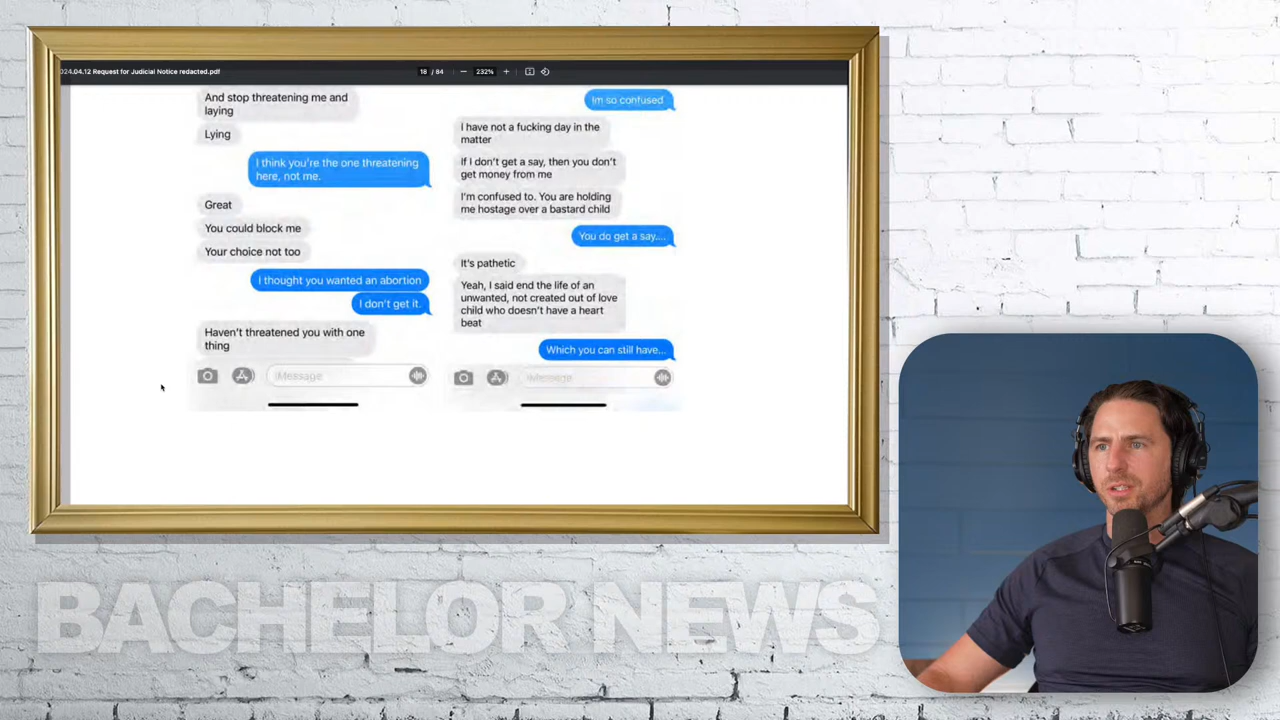 024.04.12 Request for Judicial Notice redacted.pdf
18 / 84
232%
And stop threatening me and
laying
Lying
I think you're the one threatening
here, not me.
Great
You could block me
Your choice not too
I thought you wanted an abortion
I don't get it.
Haven't threatened you with one
thing
iMessage
Im so confused
i have not a fucking day in the
matter
If I don't get a say, then you don't
get money from me
I'm confused to. You are holding
me hostage over a bastard child
You do get a say....
It's pathetic
Yeah, I said end the life of an
unwanted, not created out of love
child who doesn't have a heart
beat
Which you can still have...
iMessage
BACHELOR NEWS